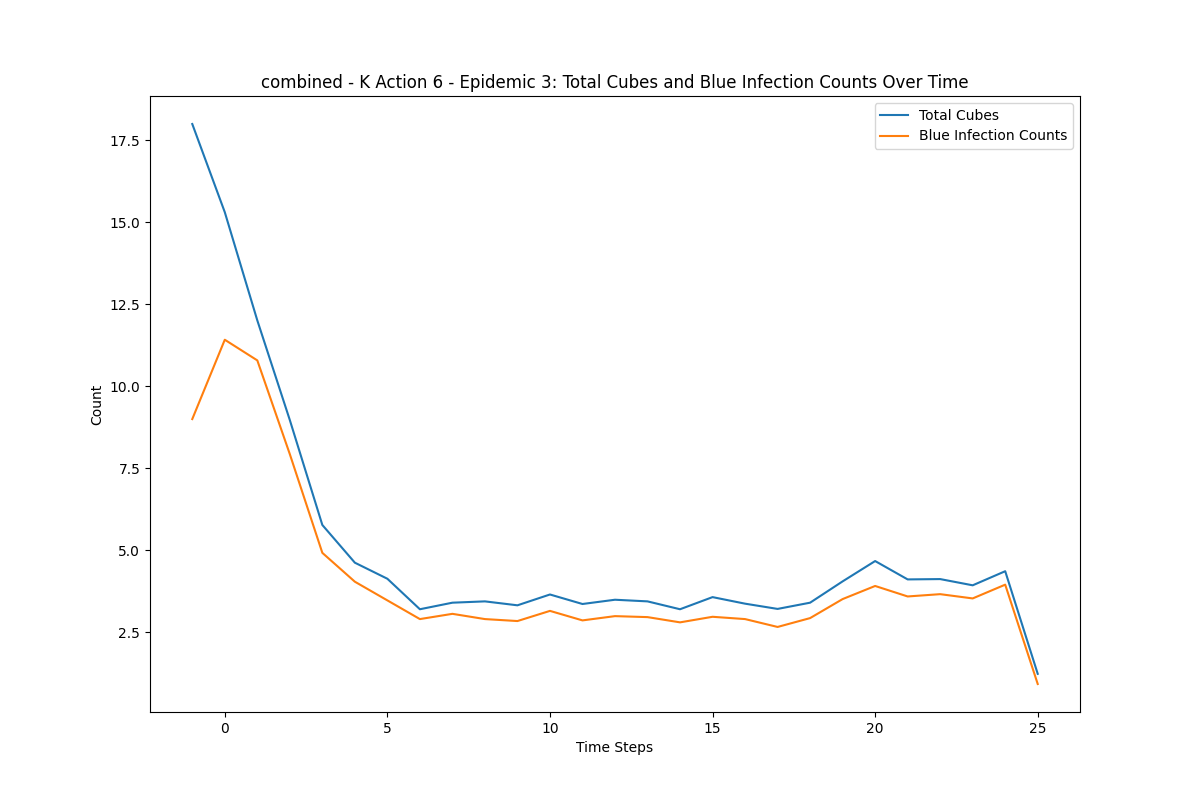 combined - K Action 6 - Epidemic 3: Total Cubes and Blue Infection Counts Over Time
Total Cubes
Blue Infection Counts
17.5
15.0
12.5
10.0
7.5
5.0
2.5
Count
0 5 10 15 20 25
Time Steps